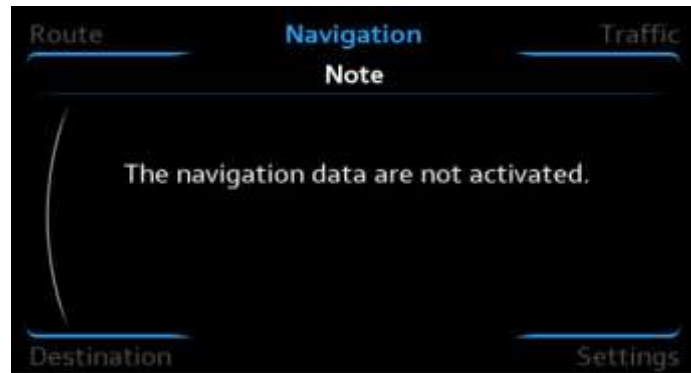 Route Navigation Traffic
Note
The navigation data are not activated.
Destination Settings